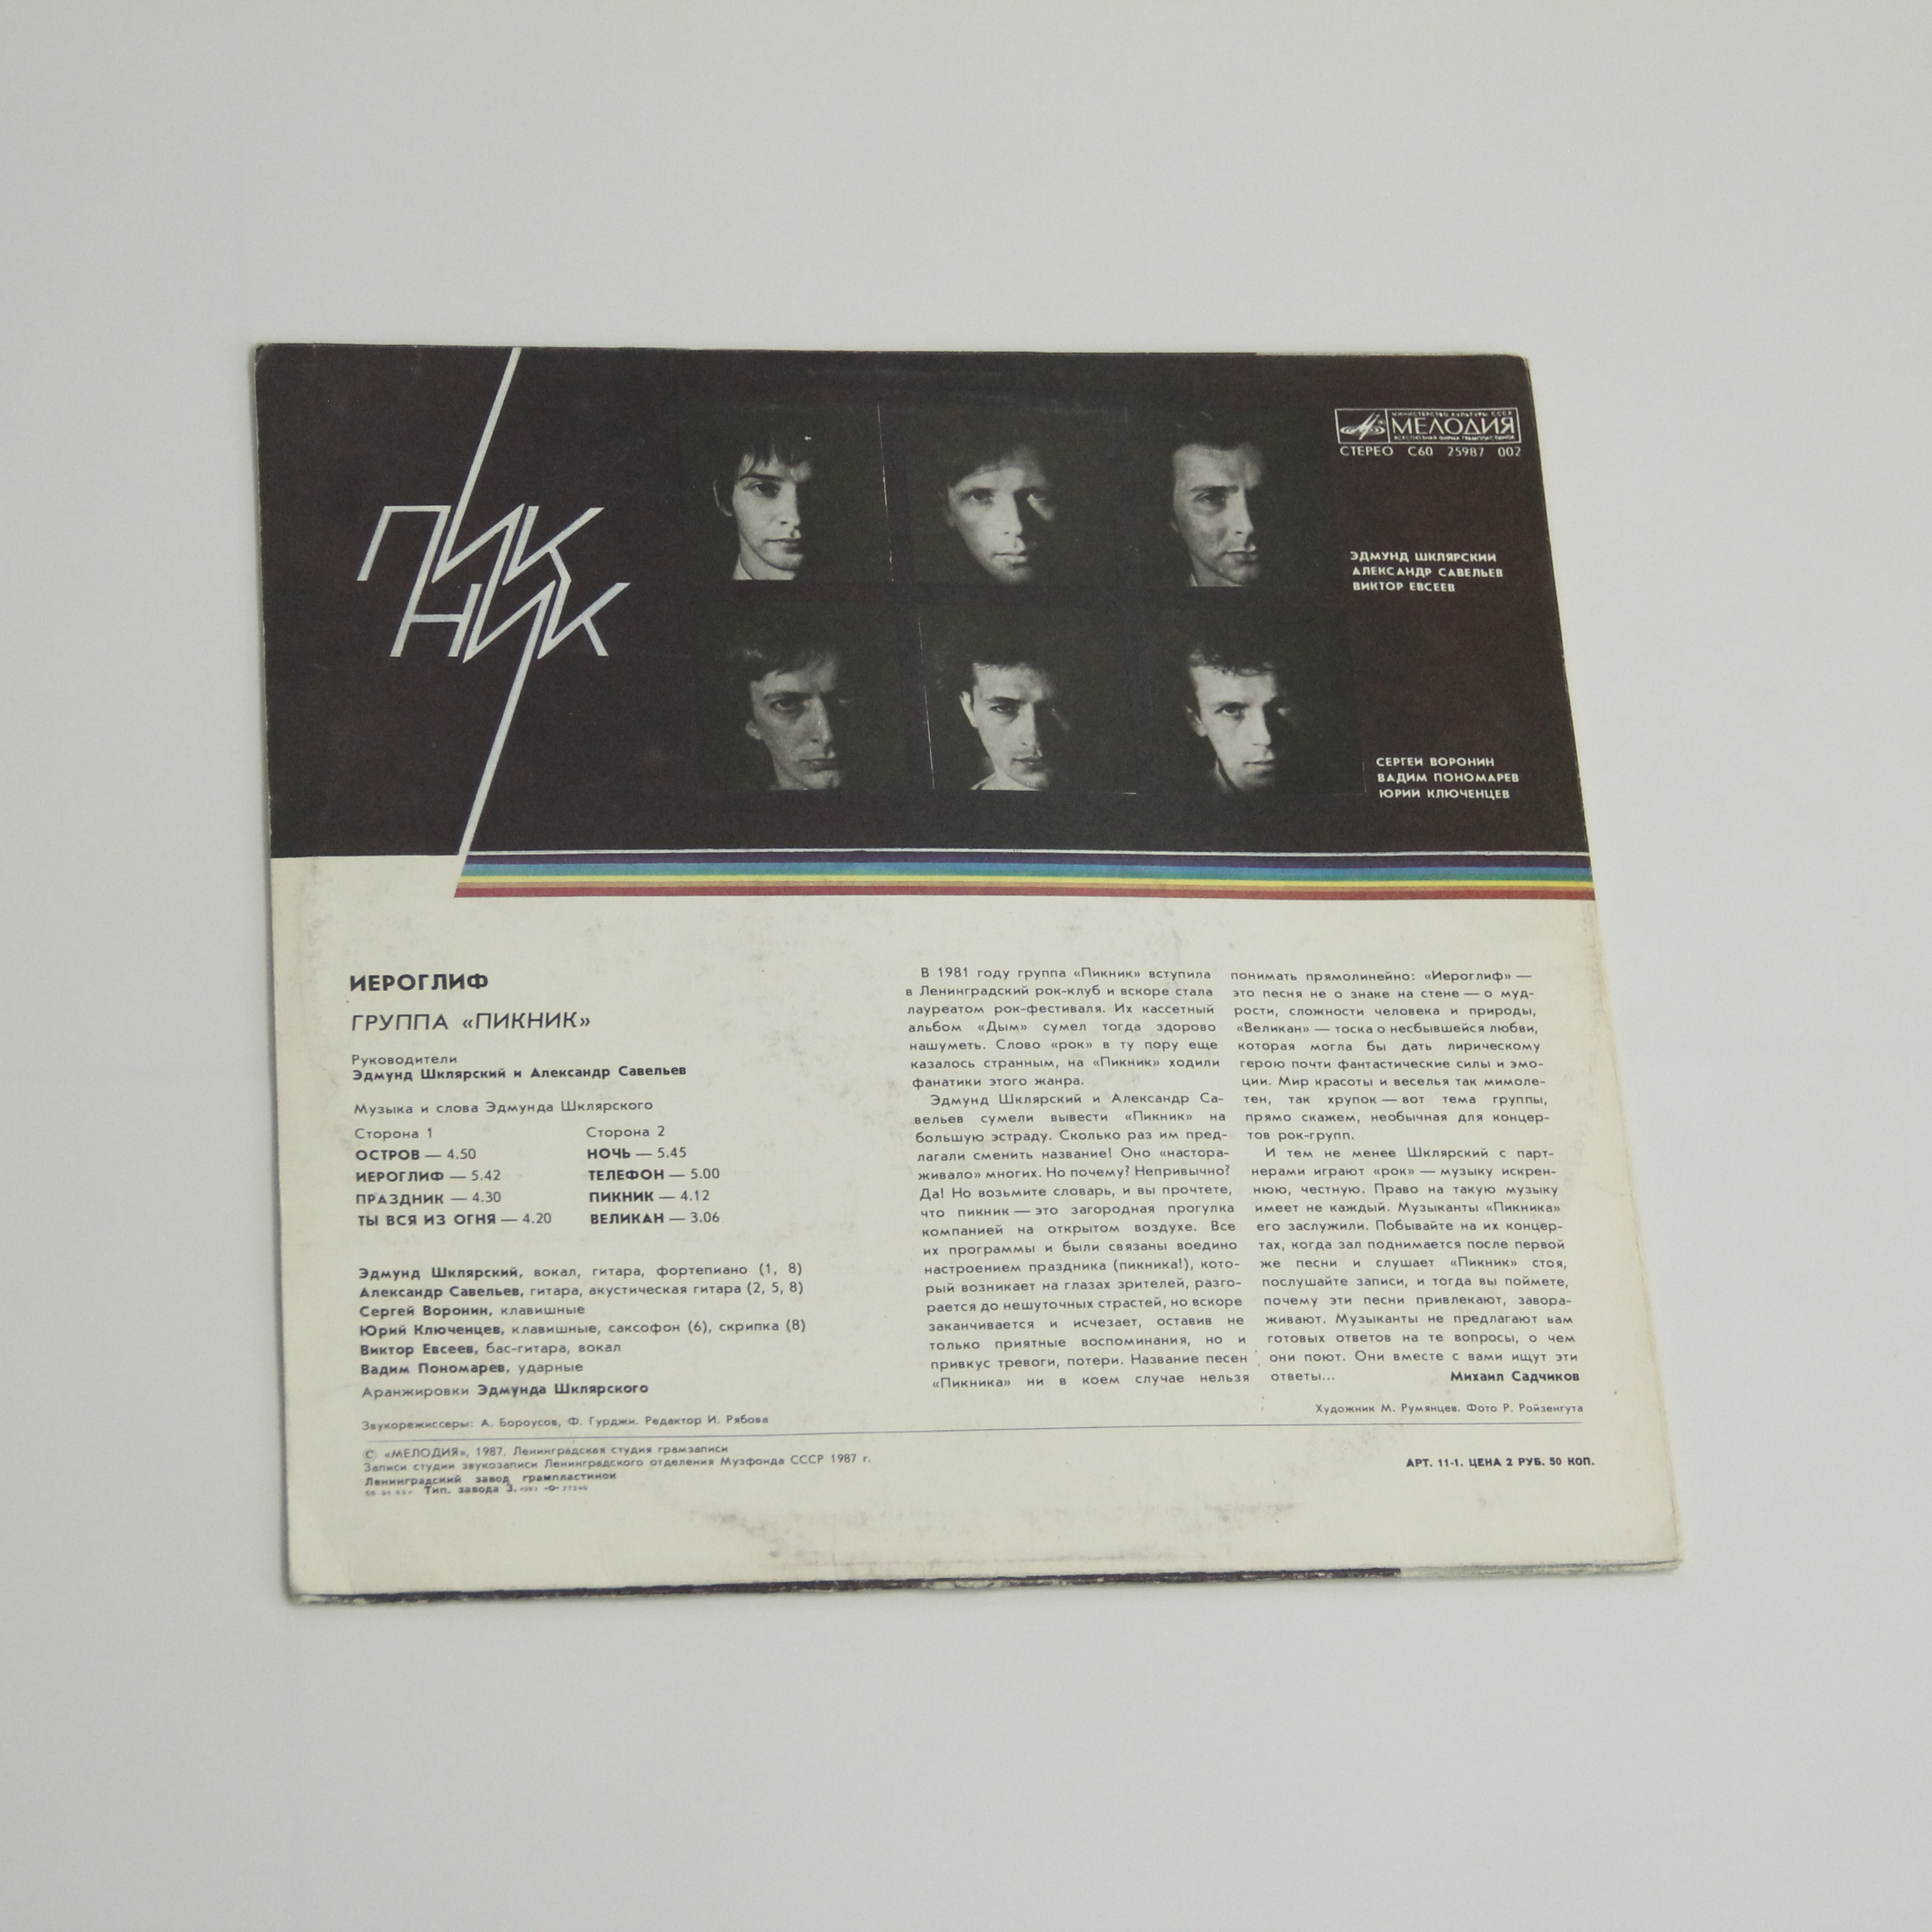 ПИК
НИК
МИНИСТЕРСТВО КУЛЬТУРЫ СССР
МЕЛОДИЯ
ВСЕСОЮЗНАЯ ФИРМА ГРАМПЛАСТИНОК
СТЕРЕО С60 25987 002
ЭДМУНД ШКЛЯРСКИЙ
АЛЕКСАНДР САВЕЛЬЕВ
ВИКТОР ЕВСЕЕВ
СЕРГЕЙ ВОРОНИН
ВАДИМ ПОНОМАРЕВ
ЮРИЙ КЛЮЧЕНЦЕВ
ИЕРОГЛИФ
ГРУППА «ПИКНИК»
Руководители
Эдмунд Шклярский и Александр Савельев
Музыка и слова Эдмунда Шклярского
Сторона 1
ОСТРОВ — 4.50
ИЕРОГЛИФ — 5.42
ПРАЗДНИК — 4.30
ТЫ ВСЯ ИЗ ОГНЯ — 4.20
Сторона 2
НОЧЬ — 5.45
ТЕЛЕФОН — 5.00
ПИКНИК — 4.12
ВЕЛИКАН — 3.06
Эдмунд Шклярский, вокал, гитара, фортепиано (1, 8)
Александр Савельев, гитара, акустическая гитара (2, 5, 8)
Сергей Воронин, клавишные
Юрий Ключенцев, клавишные, саксофон (6), скрипка (8)
Виктор Евсеев, бас-гитара, вокал
Вадим Пономарев, ударные
Аранжировки Эдмунда Шклярского
Звукорежиссеры: А. Бороусов, Ф. Гурджи. Редактор И. Рябова
© «МЕЛОДИЯ», 1987. Ленинградская студия грамзаписи
Записи студии звукозаписи Ленинградского отделения Музфонда СССР 1987 г.
Ленинградский завод грампластинок
Тип. завода З.
В 1981 году группа «Пикник» вступила
в Ленинградский рок-клуб и вскоре стала
лауреатом рок-фестиваля. Их кассетный
альбом «Дым» сумел тогда здорово
нашуметь. Слово «рок» в ту пору еще
казалось странным, на «Пикник» ходили
фанатики этого жанра.
Эдмунд Шклярский и Александр Са-
вельев сумели вывести «Пикник» на
большую эстраду. Сколько раз им пред-
лагали сменить название! Оно «настора-
живало» многих. Но почему? Непривычно?
Да! Но возьмите словарь, и вы прочтете,
что пикник — это загородная прогулка
компанией на открытом воздухе. Все
их программы и были связаны воедино
настроением праздника (пикника!), кото-
рый возникает на глазах зрителей, разго-
рается до нешуточных страстей, но вскоре
заканчивается и исчезает, оставив не
только приятные воспоминания, но и
привкус тревоги, потери. Название песен
«Пикника» ни в коем случае нельзя
понимать прямолинейно: «Иероглиф» —
это песня не о знаке на стене — о муд-
рости, сложности человека и природы,
«Великан» — тоска о несбывшейся любви,
которая могла бы дать лирическому
герою почти фантастические силы и эмо-
ции. Мир красоты и веселья так мимоле-
тен, так хрупок — вот тема группы,
прямо скажем, необычная для концер-
тов рок-групп.
И тем не менее Шклярский с парт-
нерами играют «рок» — музыку искрен-
нюю, честную. Право на такую музыку
имеет не каждый. Музыканты «Пикника»
его заслужили. Побывайте на их концер-
тах, когда зал поднимается после первой
же песни и слушает «Пикник» стоя,
послушайте записи, и тогда вы поймете,
почему эти песни привлекают, завора-
живают. Музыканты не предлагают вам
готовых ответов на те вопросы, о чем
они поют. Они вместе с вами ищут эти
ответы... Михаил Садчиков
Художник М. Румянцев. Фото Р. Ройзенгута
АРТ. 11-1. ЦЕНА 2 РУБ. 50 КОП.